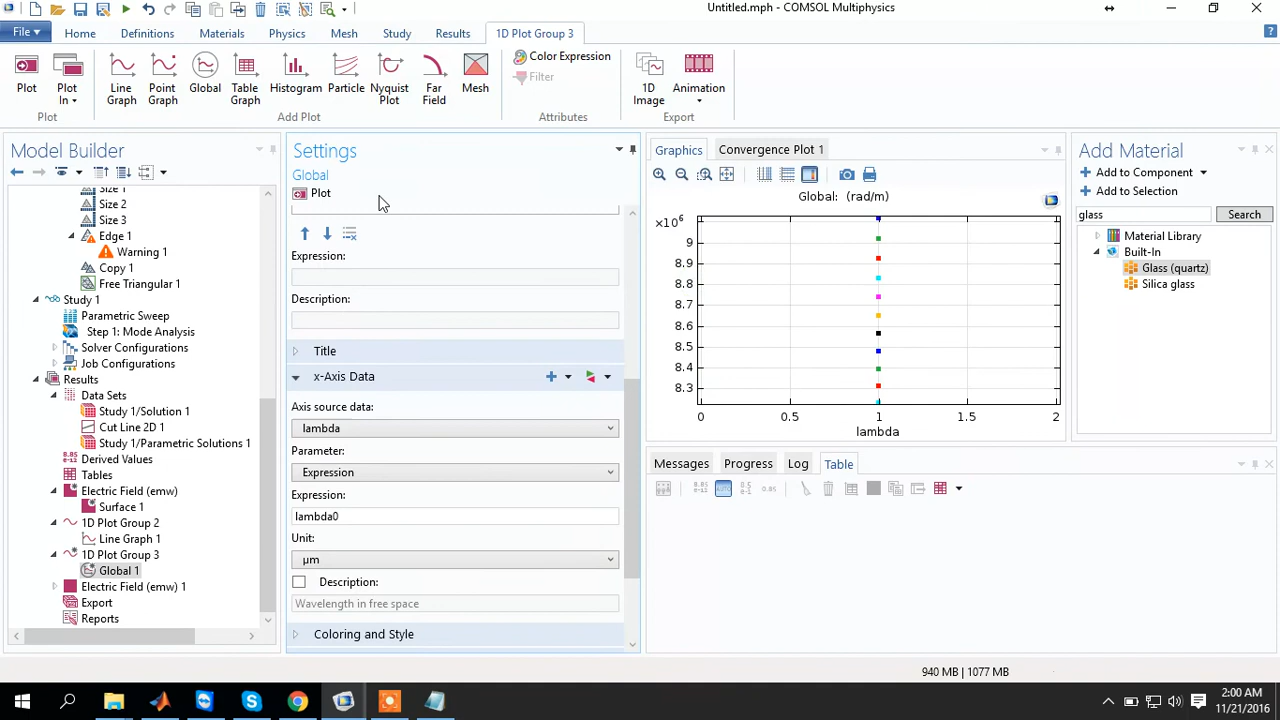 Untitled.mph - COMSOL Multiphysics
File
Home
Definitions
Materials
Physics
Mesh
Study
Results
1D Plot Group 3
Plot
Plot In
Line Graph
Point Graph
Global
Table Graph
Histogram
Particle
Nyquist Plot
Far Field
Mesh
Color Expression
Filter
1D Image
Animation
Plot
Add Plot
Attributes
Export
Model Builder
Size 1
Size 2
Size 3
Edge 1
Warning 1
Copy 1
Free Triangular 1
Study 1
Parametric Sweep
Step 1: Mode Analysis
Solver Configurations
Job Configurations
Results
Data Sets
Study 1/Solution 1
Cut Line 2D 1
Study 1/Parametric Solutions 1
Derived Values
Tables
Electric Field (emw)
Surface 1
1D Plot Group 2
Line Graph 1
1D Plot Group 3
Global 1
Electric Field (emw) 1
Export
Reports
Settings
Global
Plot
Expression:
Description:
Title
x-Axis Data
Axis source data:
lambda
Parameter:
Expression
Expression:
lambda0
Unit:
µm
Description:
Wavelength in free space
Coloring and Style
Graphics
Convergence Plot 1
Global: (rad/m)
×10⁶
9
8.9
8.8
8.7
8.6
8.5
8.4
8.3
0
0.5
1
1.5
2
lambda
Messages
Progress
Log
Table
Add Material
Add to Component
Add to Selection
glass
Search
Material Library
Built-In
Glass (quartz)
Silica glass
940 MB | 1077 MB
2:00 AM
11/21/2016